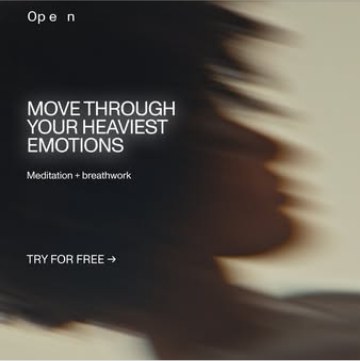 Open
MOVE THROUGH
YOUR HEAVIEST
EMOTIONS
Meditation + breathwork
TRY FOR FREE →